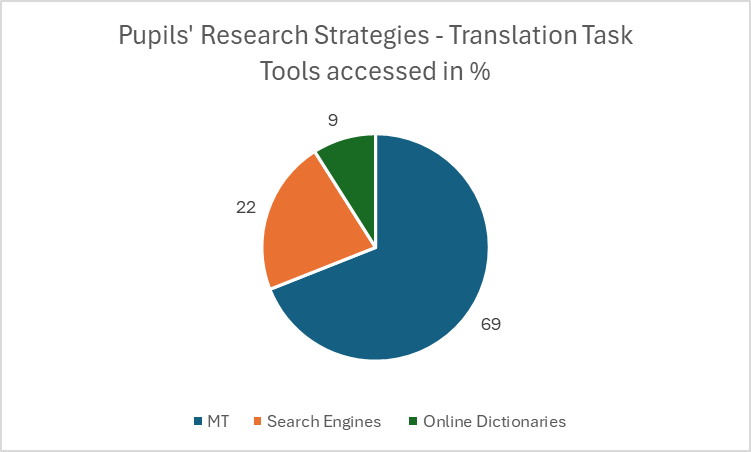 Pupils' Research Strategies - Translation Task
Tools accessed in %
9
22
69
MT Search Engines Online Dictionaries